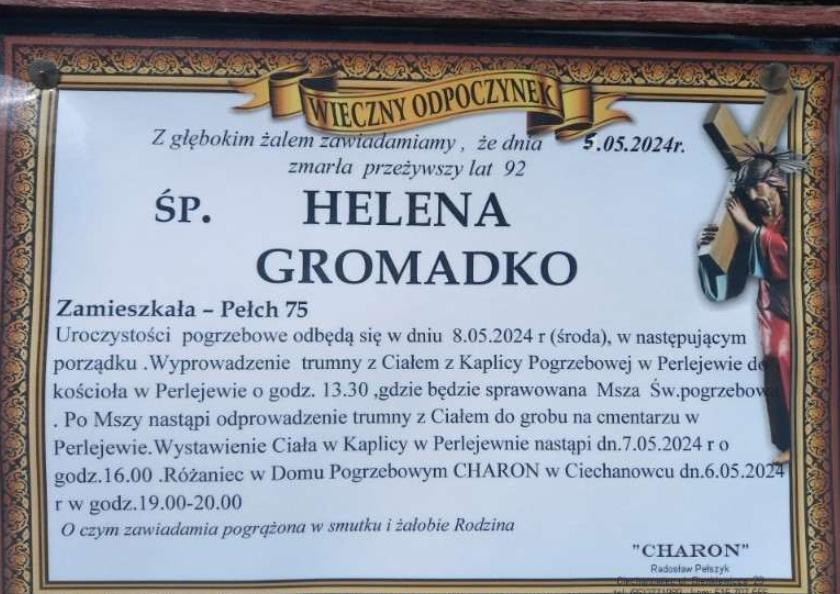 WIECZNY ODPOCZYNEK
Z głębokim żalem zawiadamiamy , że dnia 5.05.2024r.
zmarła przeżywszy lat 92
ŚP. HELENA
GROMADKO
Zamieszkała – Pełch 75
Uroczystości pogrzebowe odbędą się w dniu 8.05.2024 r (środa), w następującym
porządku .Wyprowadzenie trumny z Ciałem z Kaplicy Pogrzebowej w Perlejewie do
kościoła w Perlejewie o godz. 13.30 ,gdzie będzie sprawowana Msza Św.pogrzebowa
. Po Mszy nastąpi odprowadzenie trumny z Ciałem do grobu na cmentarzu w
Perlejewie.Wystawienie Ciała w Kaplicy w Perlejewnie nastąpi dn.7.05.2024 r o
godz.16.00 .Różaniec w Domu Pogrzebowym CHARON w Ciechanowcu dn.6.05.2024
r w godz.19.00-20.00
O czym zawiadamia pogrążona w smutku i żałobie Rodzina
"CHARON"
Radosław Pełszyk